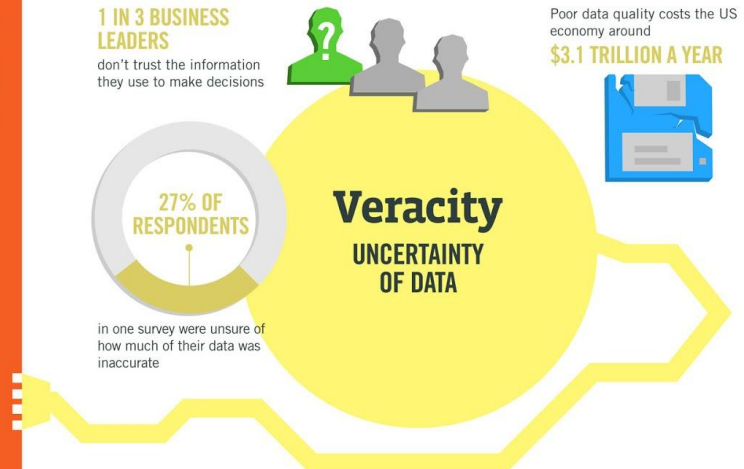 1 IN 3 BUSINESS
LEADERS
don't trust the information
they use to make decisions
?
Poor data quality costs the US
economy around
$3.1 TRILLION A YEAR
27% OF
RESPONDENTS
in one survey were unsure of
how much of their data was
inaccurate
Veracity
UNCERTAINTY
OF DATA